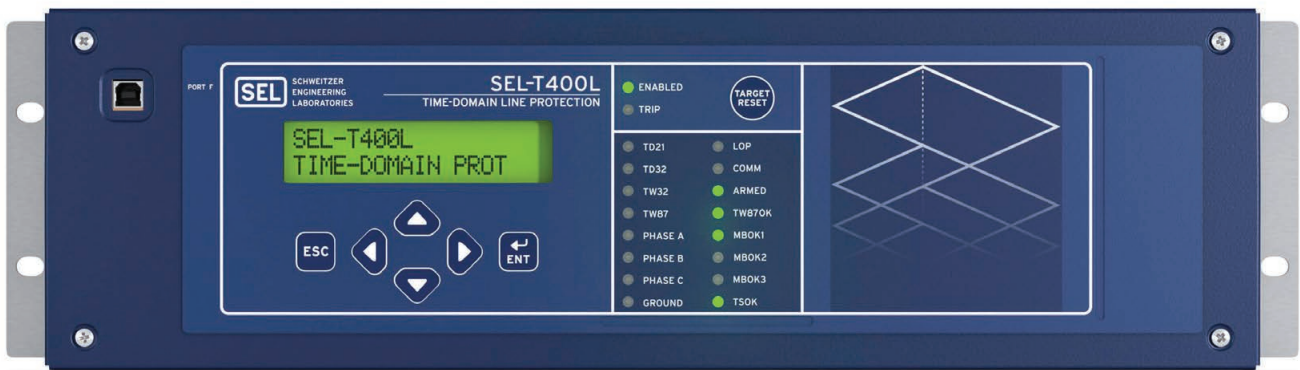 PORT F
SEL
SCHWEITZER
ENGINEERING
LABORATORIES
SEL-T400L
TIME-DOMAIN LINE PROTECTION
SEL-T400L
TIME-DOMAIN PROT
ESC
ENT
ENABLED
TRIP
TARGET
RESET
TD21
TD32
TW32
TW87
PHASE A
PHASE B
PHASE C
GROUND
LOP
COMM
ARMED
TW87OK
MBOK1
MBOK2
MBOK3
TSOK